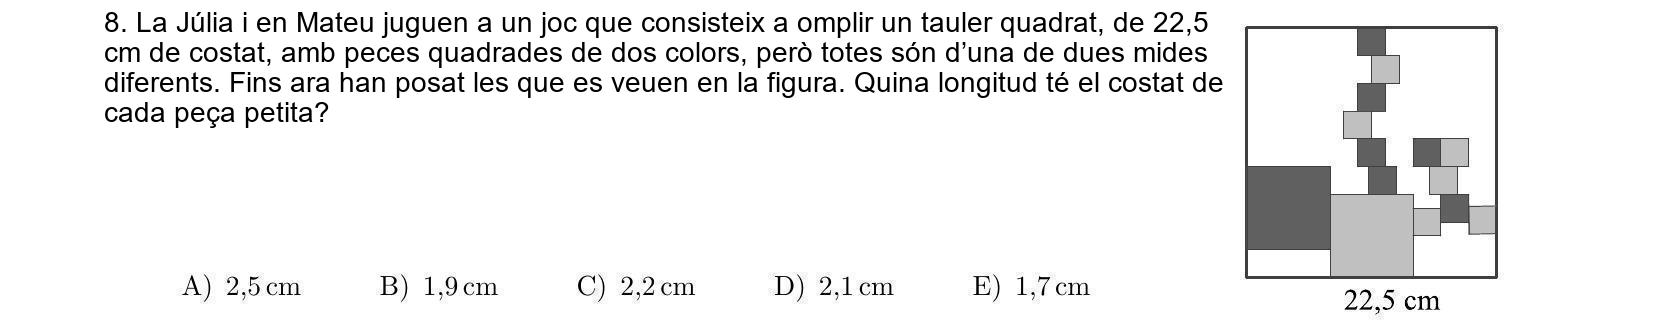 8. La Júlia i en Mateu juguen a un joc que consisteix a omplir un tauler quadrat, de 22,5
cm de costat, amb peces quadrades de dos colors, però totes són d’una de dues mides
diferents. Fins ara han posat les que es veuen en la figura. Quina longitud té el costat de
cada peça petita?
A) 2,5 cm B) 1,9 cm C) 2,2 cm D) 2,1 cm E) 1,7 cm
22,5 cm